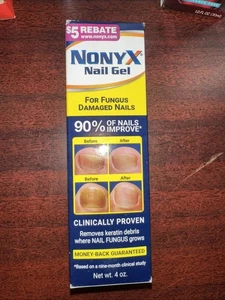 $5 REBATE
www.nonyx.com
NONYX
Nail Gel
FOR FUNGUS
DAMAGED NAILS
90% OF NAILS
IMPROVE*
Before After
Before After
CLINICALLY PROVEN
Removes keratin debris
where NAIL FUNGUS grows
MONEY-BACK GUARANTEED
*Based on a nine-month clinical study
Net wt. 4 oz.